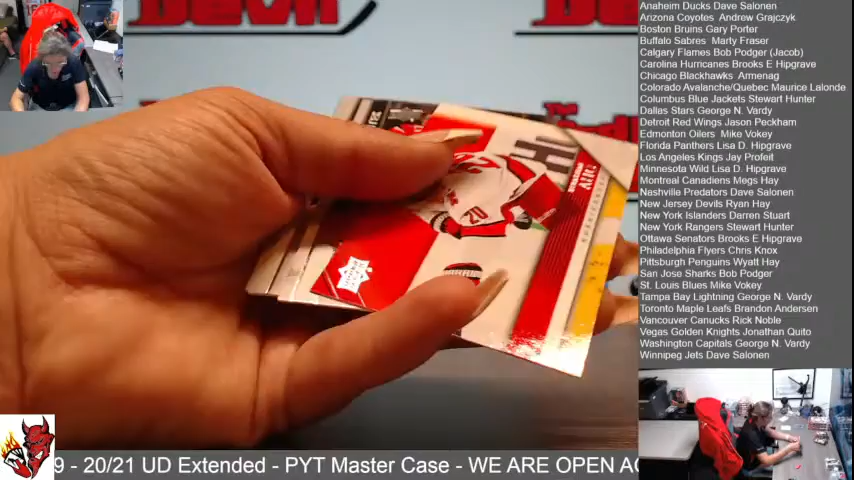 Anaheim Ducks Dave Salonen
Arizona Coyotes Andrew Grajczyk
Boston Bruins Gary Porter
Buffalo Sabres Marty Fraser
Calgary Flames Bob Podger (Jacob)
Carolina Hurricanes Brooks E Hipgrave
Chicago Blackhawks Armenag
Colorado Avalanche/Quebec Maurice Lalonde
Columbus Blue Jackets Stewart Hunter
Dallas Stars George N. Vardy
Detroit Red Wings Jason Peckham
Edmonton Oilers Mike Vokey
Florida Panthers Lisa D. Hipgrave
Los Angeles Kings Jay Profeit
Minnesota Wild Lisa D. Hipgrave
Montreal Canadiens Megs Hay
Nashville Predators Dave Salonen
New Jersey Devils Ryan Hay
New York Islanders Darren Stuart
New York Rangers Stewart Hunter
Ottawa Senators Brooks E Hipgrave
Philadelphia Flyers Chris Knox
Pittsburgh Penguins Wyatt Hay
San Jose Sharks Bob Podger
St. Louis Blues Mike Vokey
Tampa Bay Lightning George N. Vardy
Toronto Maple Leafs Brandon Andersen
Vancouver Canucks Rick Noble
Vegas Golden Knights Jonathan Quito
Washington Capitals George N. Vardy
Winnipeg Jets Dave Salonen
9 - 20/21 UD Extended - PYT Master Case - WE ARE OPEN AC